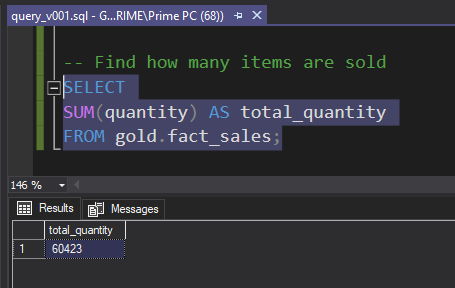 query_v001.sql - G...RIME\Prime PC (68))
-- Find how many items are sold
SELECT
SUM(quantity) AS total_quantity
FROM gold.fact_sales;
146 %
Results Messages
total_quantity
1 60423